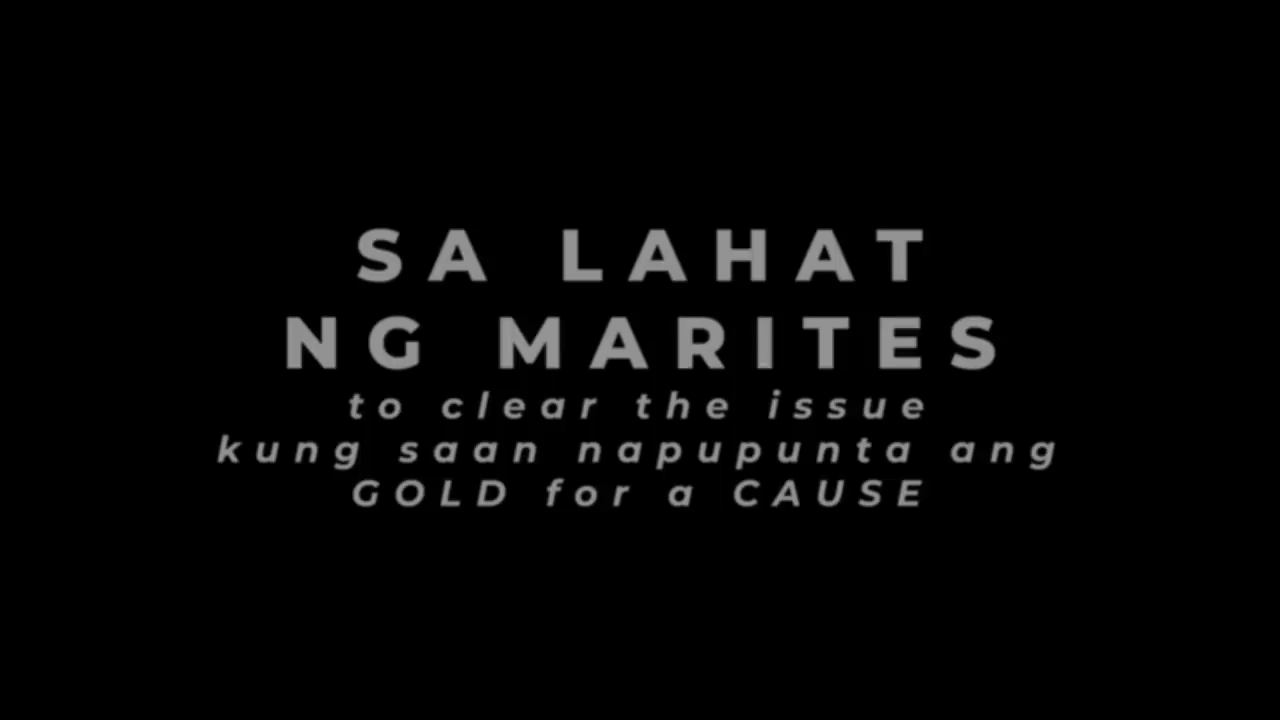 SA LAHAT
NG MARITES
to clear the issue
kung saan napupunta ang
GOLD for a CAUSE